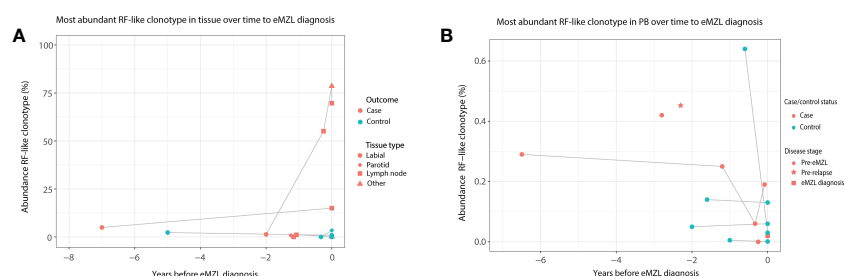 Most abundant RF-like clonotype in tissue over time to eMZL diagnosis
A
100
75
50
25
0
Abundance RF-like clonotype (%)
−8
−6
−4
−2
0
Years before eMZL diagnosis
Outcome
Case
Control
Tissue type
Labial
Parotid
Lymph node
Other
Most abundant RF-like clonotype in PB over time to eMZL diagnosis
B
0.6
0.4
0.2
0.0
Abundance RF−like clonotype (%)
−6
−4
−2
0
Years before eMZL diagnosis
Case/control status
Case
Control
Disease stage
Pre-eMZL
Pre-relapse
eMZL diagnosis